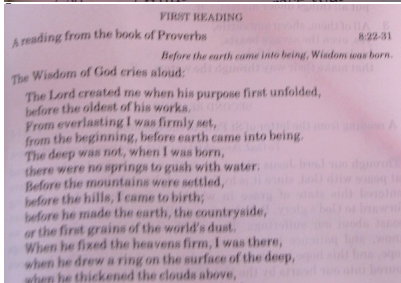 FIRST READING
A reading from the book of Proverbs 8:22-31
Before the earth came into being, Wisdom was born.
The Wisdom of God cries aloud:
The Lord created me when his purpose first unfolded,
before the oldest of his works.
From everlasting I was firmly set,
from the beginning, before earth came into being.
The deep was not, when I was born,
there were no springs to gush with water.
Before the mountains were settled,
before the hills, I came to birth;
before he made the earth, the countryside,
or the first grains of the world's dust.
When he fixed the heavens firm, I was there,
when he drew a ring on the surface of the deep,
when he thickened the clouds above,